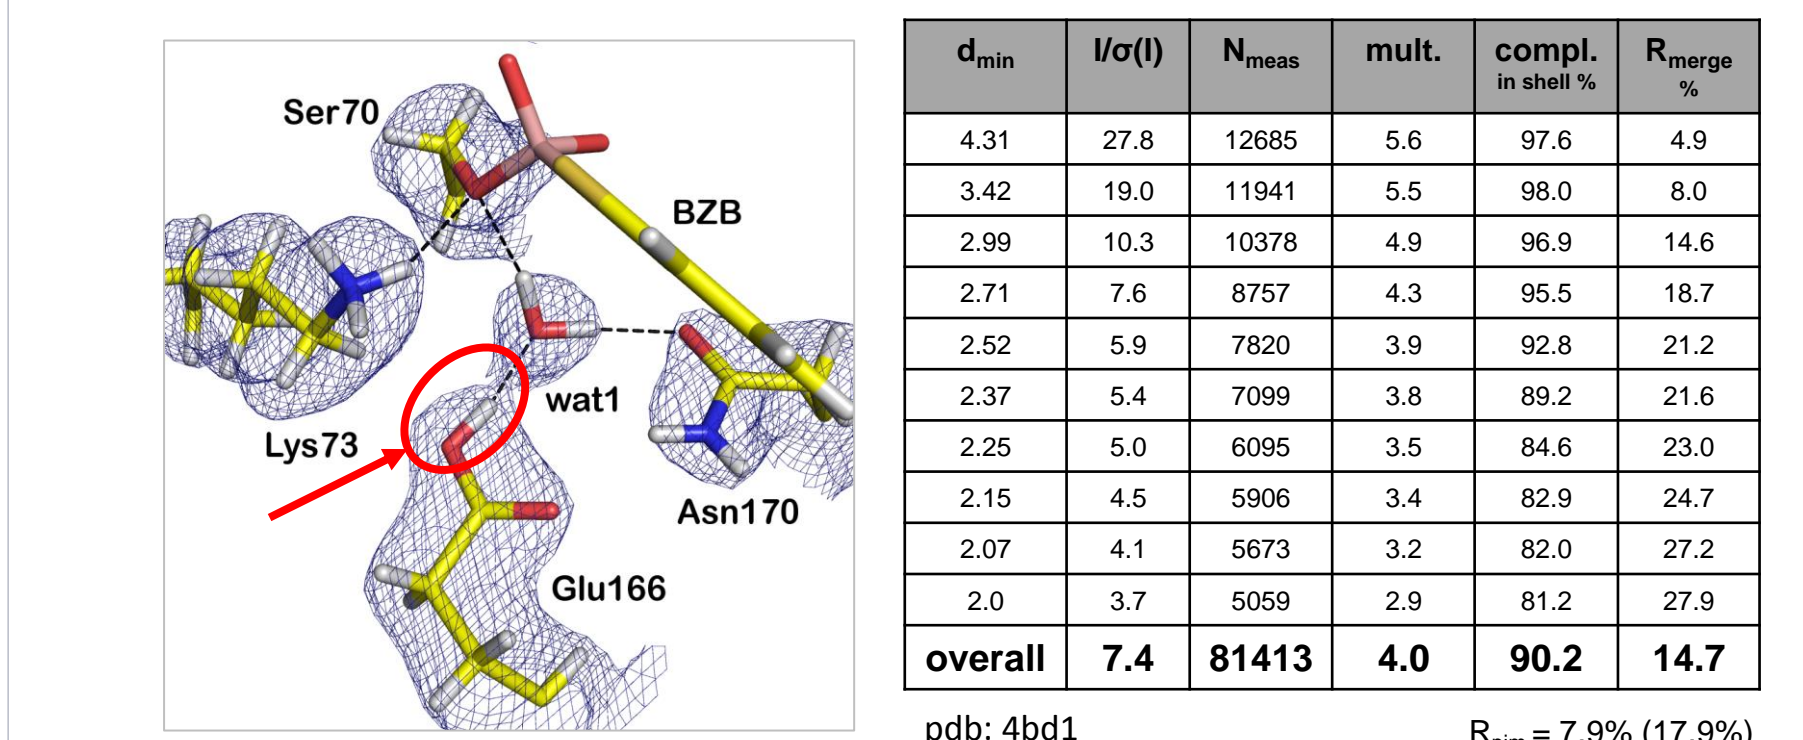 Ser70
BZB
wat1
Lys73
Asn170
Glu166
dmin I/σ(I) Nmeas mult. compl. in shell % Rmerge %
4.31 27.8 12685 5.6 97.6 4.9
3.42 19.0 11941 5.5 98.0 8.0
2.99 10.3 10378 4.9 96.9 14.6
2.71 7.6 8757 4.3 95.5 18.7
2.52 5.9 7820 3.9 92.8 21.2
2.37 5.4 7099 3.8 89.2 21.6
2.25 5.0 6095 3.5 84.6 23.0
2.15 4.5 5906 3.4 82.9 24.7
2.07 4.1 5673 3.2 82.0 27.2
2.0 3.7 5059 2.9 81.2 27.9
overall 7.4 81413 4.0 90.2 14.7
pdb: 4bd1
Rpim = 7.9% (17.9%)